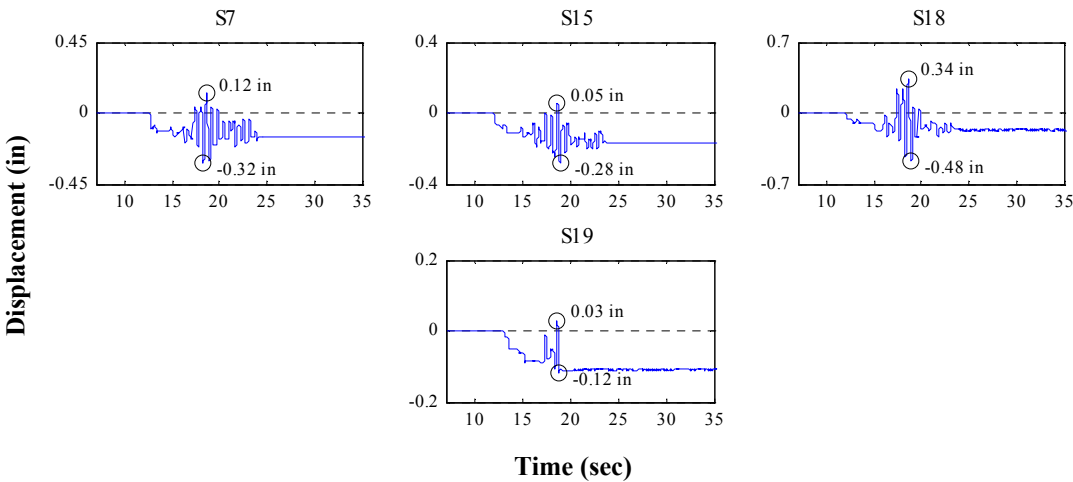 S7
0.45
0
-0.45
0.12 in
-0.32 in
10 15 20 25 30 35
S15
0.4
0
-0.4
0.05 in
-0.28 in
10 15 20 25 30 35
S18
0.7
0
-0.7
0.34 in
-0.48 in
10 15 20 25 30 35
Displacement (in)
S19
0.2
0
-0.2
0.03 in
-0.12 in
10 15 20 25 30 35
Time (sec)